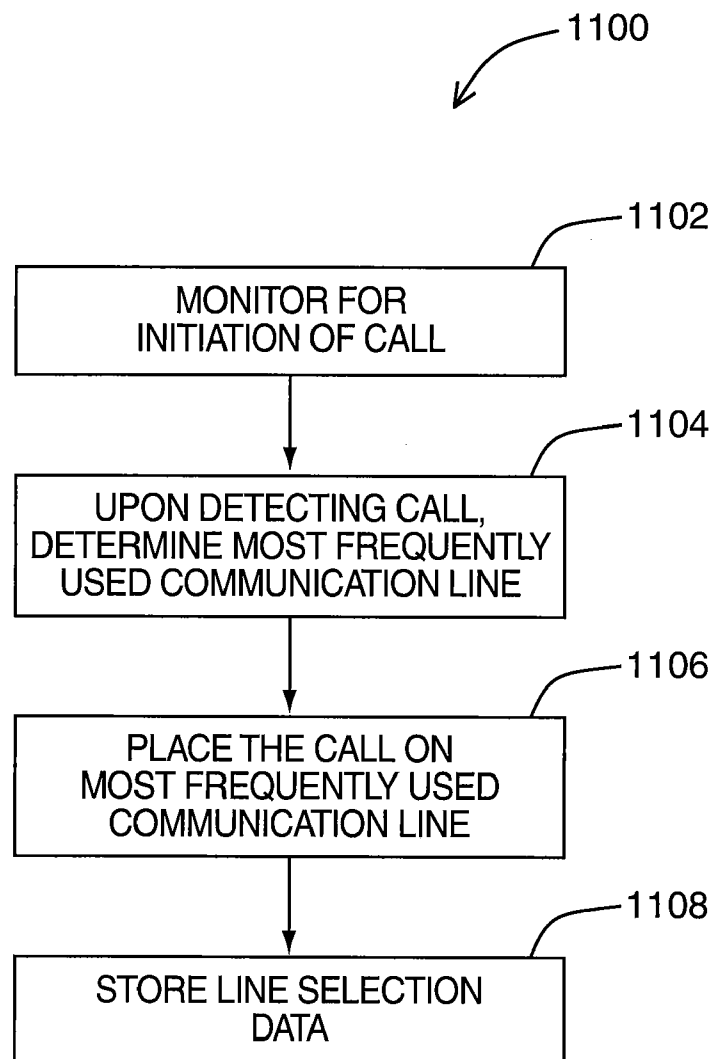 1100
1102
MONITOR FOR
INITIATION OF CALL
1104
UPON DETECTING CALL,
DETERMINE MOST FREQUENTLY
USED COMMUNICATION LINE
1106
PLACE THE CALL ON
MOST FREQUENTLY USED
COMMUNICATION LINE
1108
STORE LINE SELECTION
DATA